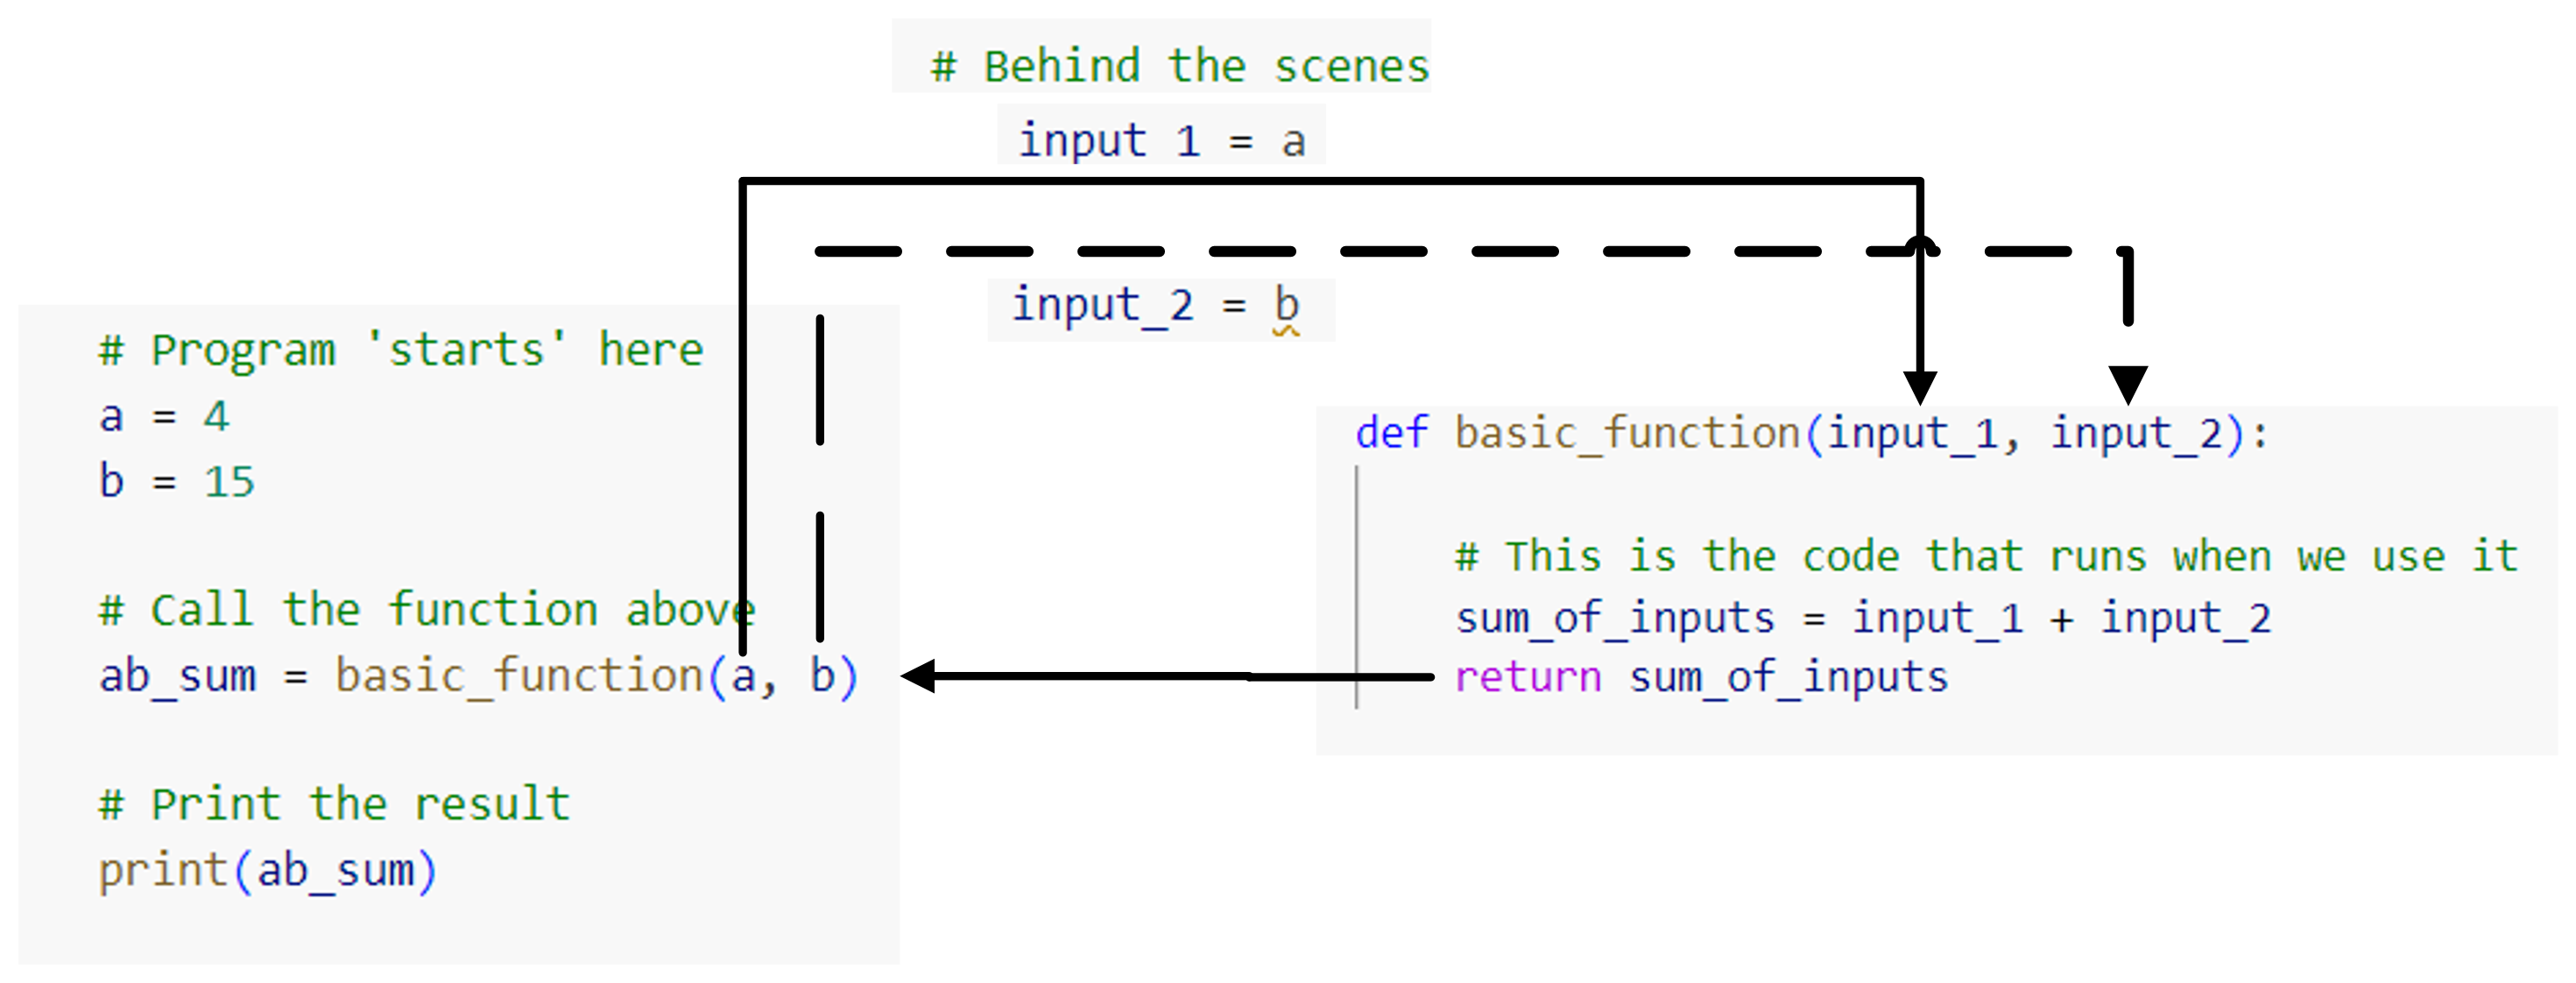 # Behind the scenes
input 1 = a
input_2 = b
# Program 'starts' here
a = 4
b = 15
# Call the function above
ab_sum = basic_function(a, b)
# Print the result
print(ab_sum)
def basic_function(input_1, input_2):
# This is the code that runs when we use it
sum_of_inputs = input_1 + input_2
return sum_of_inputs